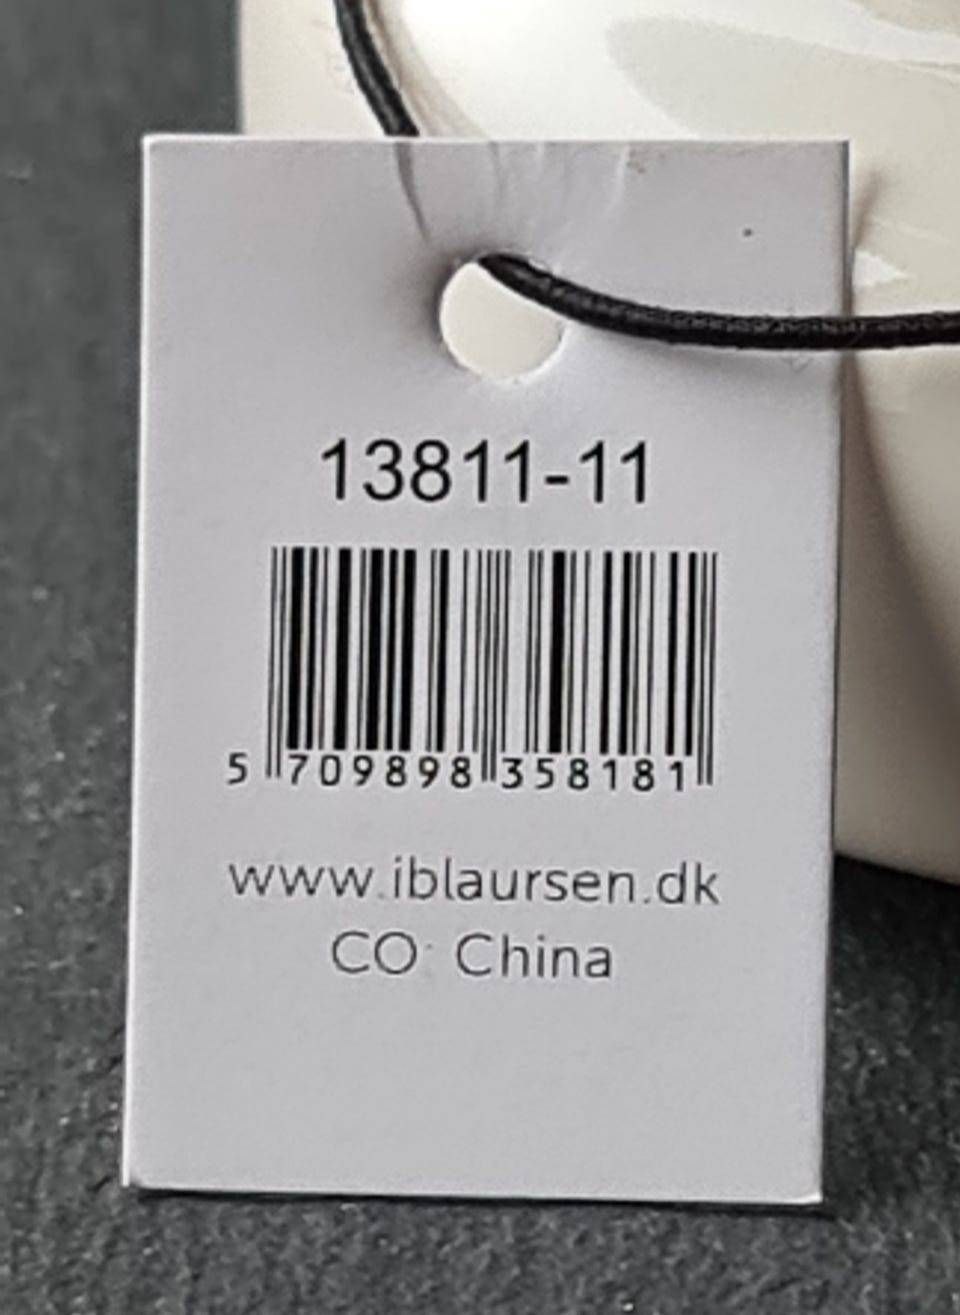 13811-11
5 709898 358181
www.iblaursen.dk
CO: China